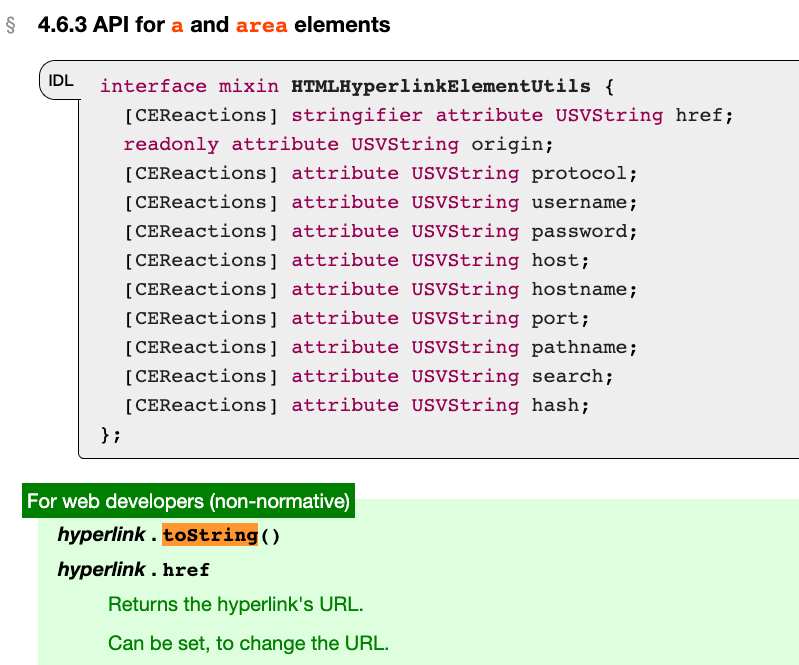 § 4.6.3 API for a and area elements
IDL
interface mixin HTMLHyperlinkElementUtils {
[CEReactions] stringifier attribute USVString href;
readonly attribute USVString origin;
[CEReactions] attribute USVString protocol;
[CEReactions] attribute USVString username;
[CEReactions] attribute USVString password;
[CEReactions] attribute USVString host;
[CEReactions] attribute USVString hostname;
[CEReactions] attribute USVString port;
[CEReactions] attribute USVString pathname;
[CEReactions] attribute USVString search;
[CEReactions] attribute USVString hash;
};
For web developers (non-normative)
hyperlink . toString()
hyperlink . href
Returns the hyperlink's URL.
Can be set, to change the URL.